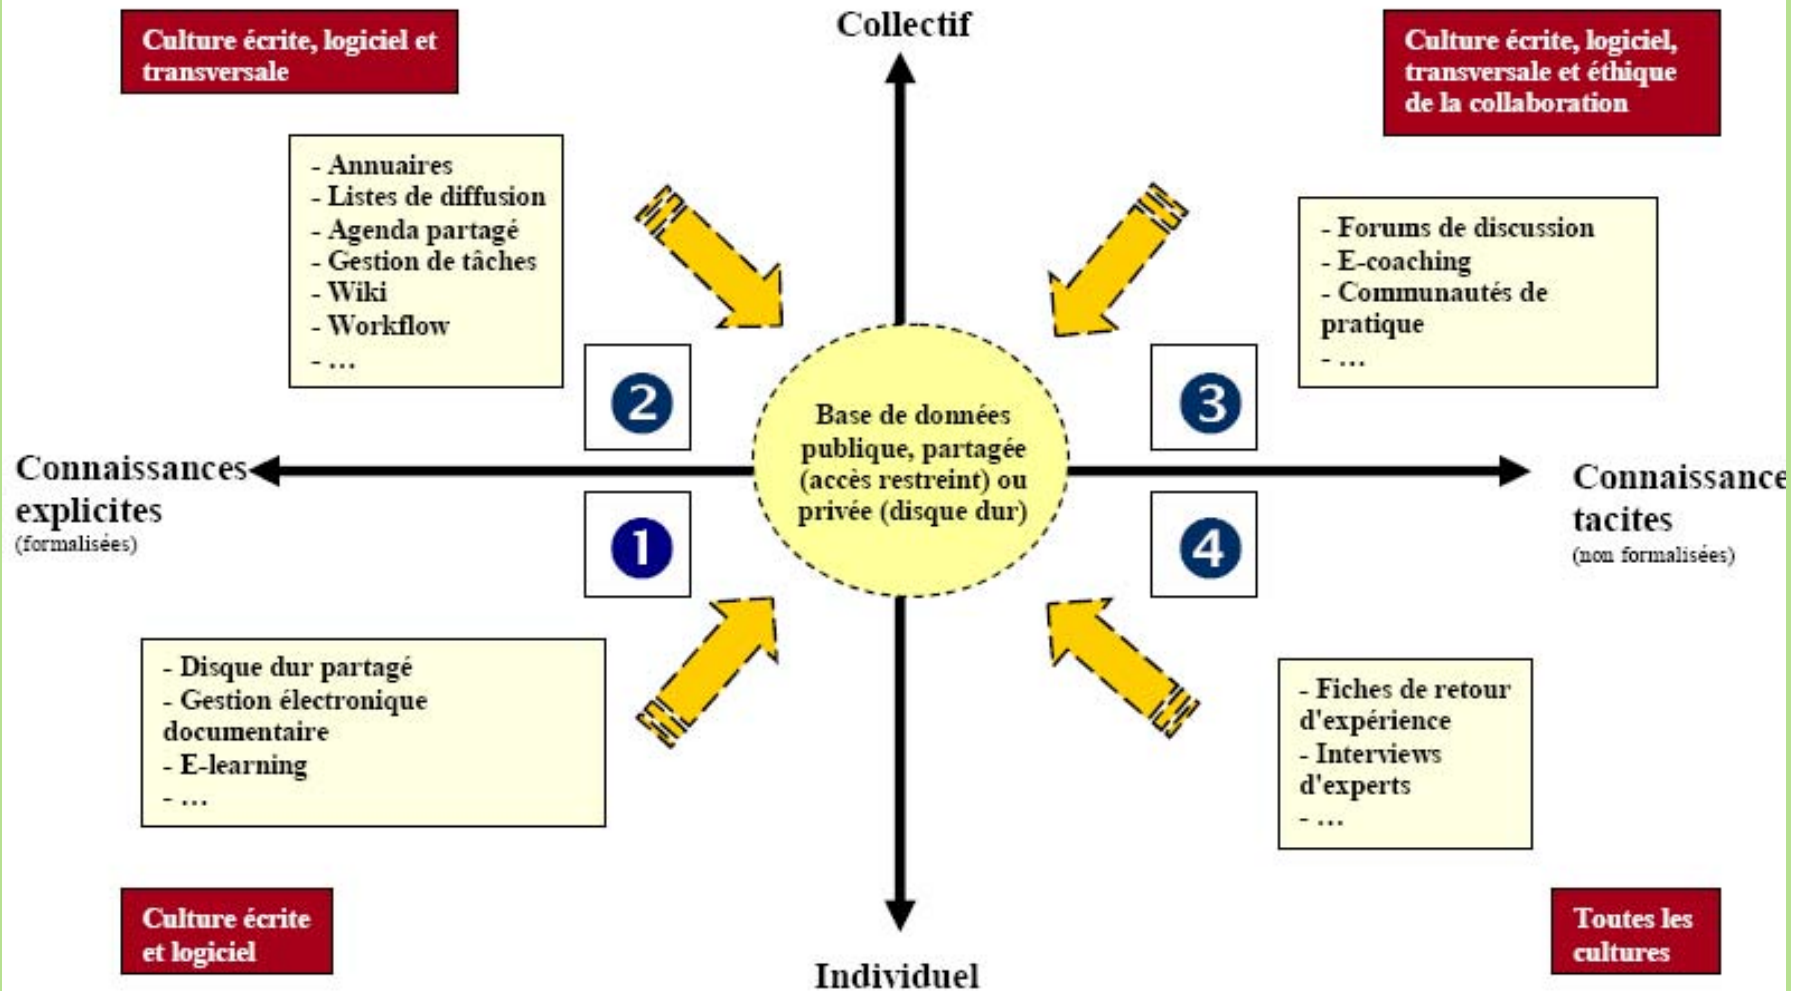 Collectif
Culture écrite, logiciel et
transversale
Culture écrite, logiciel,
transversale et éthique
de la collaboration
- Annuaires
- Listes de diffusion
- Agenda partagé
- Gestion de tâches
- Wiki
- Workflow
- ...
- Forums de discussion
- E-coaching
- Communautés de
pratique
- ...
2
3
Base de données
publique, partagée
(accès restreint) ou
privée (disque dur)
Connaissances
explicites
(formalisées)
Connaissance
tacites
(non formalisées)
1
4
- Disque dur partagé
- Gestion électronique
documentaire
- E-learning
- ...
- Fiches de retour
d'expérience
- Interviews
d'experts
- ...
Culture écrite
et logiciel
Toutes les
cultures
Individuel